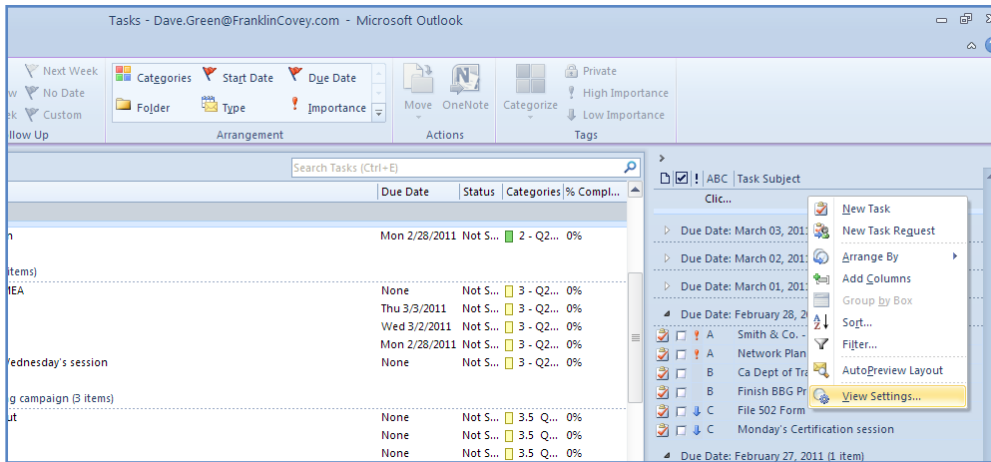 Tasks - Dave.Green@FranklinCovey.com - Microsoft Outlook
Next Week
No Date
Custom
Categories Start Date Due Date
Folder Type Importance
Arrangement
Move OneNote
Actions
Categorize
Private
High Importance
Low Importance
Tags
Search Tasks (Ctrl+E)
Due Date Status Categories % Compl...
Mon 2/28/2011 Not S... 2 - Q2... 0%
items)
None Not S... 3 - Q2... 0%
Thu 3/3/2011 Not S... 3 - Q2... 0%
Wed 3/2/2011 Not S... 3 - Q2... 0%
Mon 2/28/2011 Not S... 3 - Q2... 0%
Wednesday's session None Not S... 3 - Q2... 0%
g campaign (3 items)
None Not S... 3.5 Q... 0%
None Not S... 3.5 Q... 0%
None Not S... 3.5 Q... 0%
! ABC Task Subject
Clic...
Due Date: March 03, 201
Due Date: March 02, 201
Due Date: March 01, 201
Due Date: February 28, 2
A Smith & Co. -
A Network Plan
B Ca Dept of Tra
B Finish BBG Pr
C File 502 Form
C Monday's Certification session
Due Date: February 27, 2011 (1 item)
New Task
New Task Request
Arrange By
Add Columns
Group by Box
Sort...
Filter...
AutoPreview Layout
View Settings...